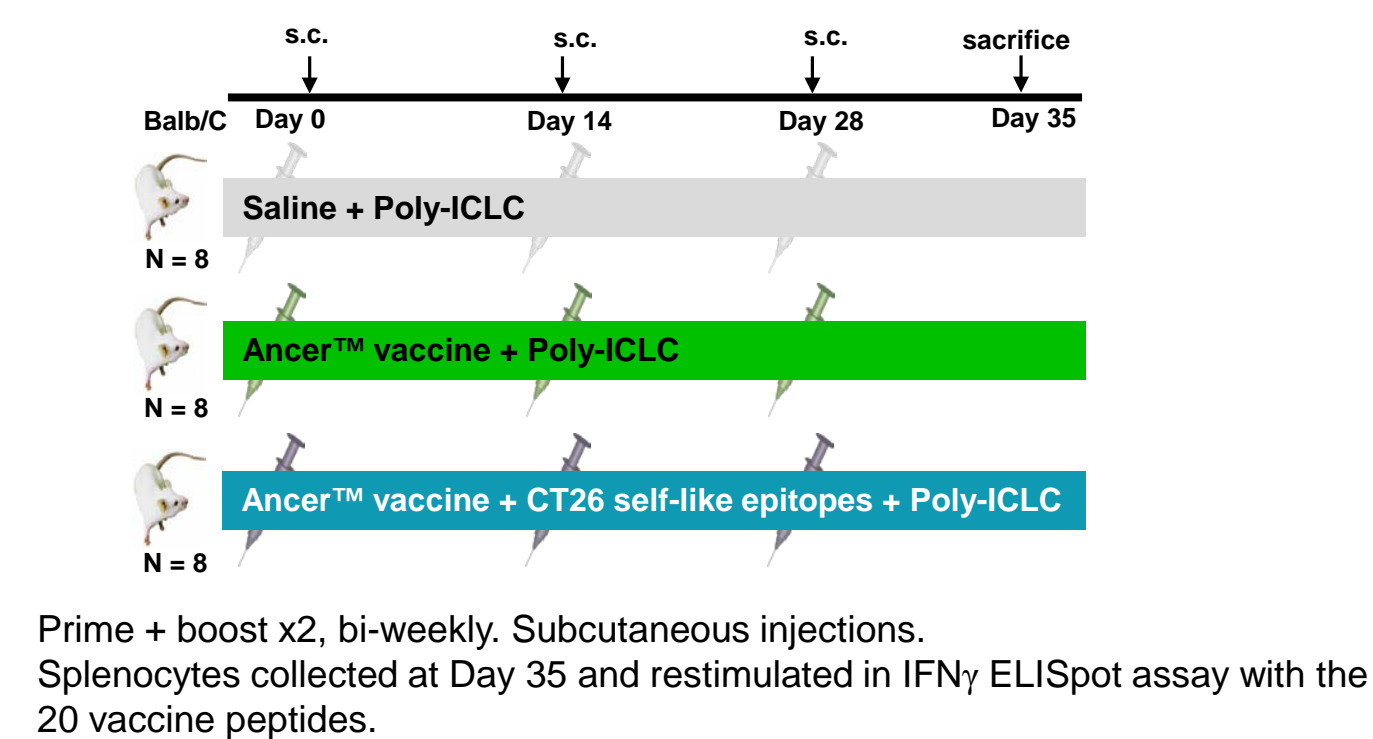 s.c. s.c. s.c. sacrifice
Balb/C Day 0 Day 14 Day 28 Day 35
Saline + Poly-ICLC
N = 8
Ancer™ vaccine + Poly-ICLC
N = 8
Ancer™ vaccine + CT26 self-like epitopes + Poly-ICLC
N = 8
Prime + boost x2, bi-weekly. Subcutaneous injections.
Splenocytes collected at Day 35 and restimulated in IFNγ ELISpot assay with the
20 vaccine peptides.